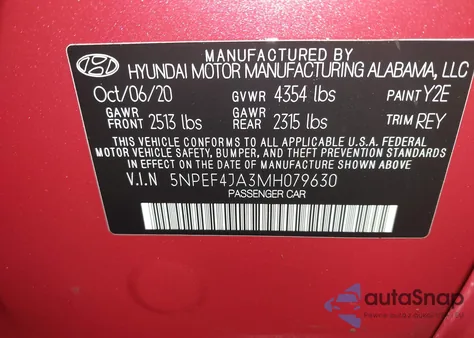 MANUFACTURED BY
HYUNDAI MOTOR MANUFACTURING ALABAMA, LLC
Oct/06/20 GVWR 4354 lbs PAINT Y2E
GAWR FRONT 2513 lbs GAWR REAR 2315 lbs TRIM REY
THIS VEHICLE CONFORMS TO ALL APPLICABLE U.S.A. FEDERAL
MOTOR VEHICLE SAFETY, BUMPER, AND THEFT PREVENTION STANDARDS
IN EFFECT ON THE DATE OF MANUFACTURE SHOWN ABOVE.
V.I.N 5NPEF4JA3MH079630
PASSENGER CAR
autaSnap